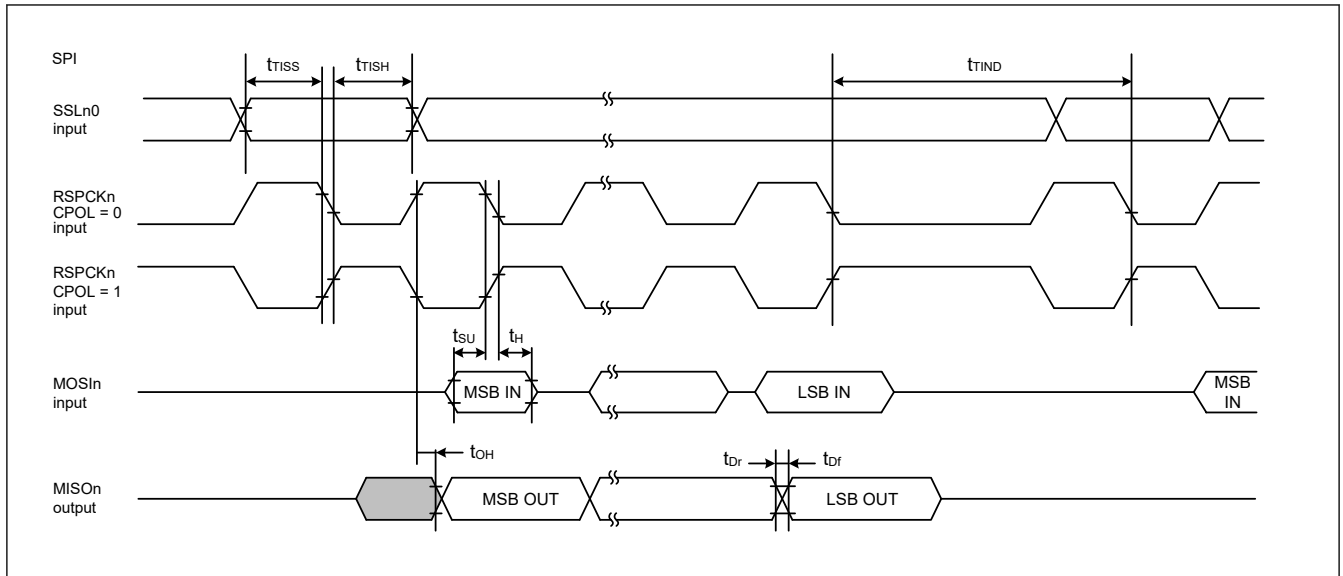 SPI
tTISS
tTISH
tTIND
SSLn0
input
RSPCKn
CPOL = 0
input
RSPCKn
CPOL = 1
input
tSU
tH
MOSIn
input
MSB IN
LSB IN
MSB
IN
tOH
tDr
tDf
MISOn
output
MSB OUT
LSB OUT